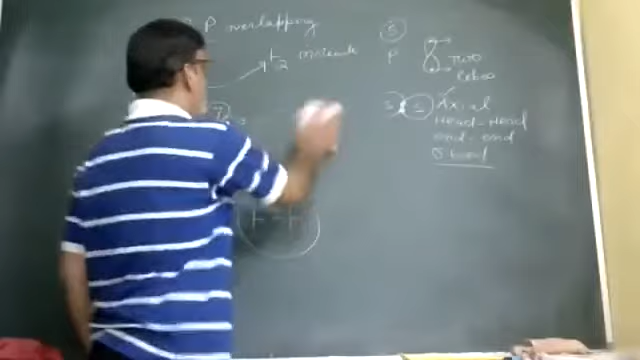 P overlapping
H2 molecule
S
P
Two
Lobes
S S Axial
Head-Head
end-end
σ bond
+ +